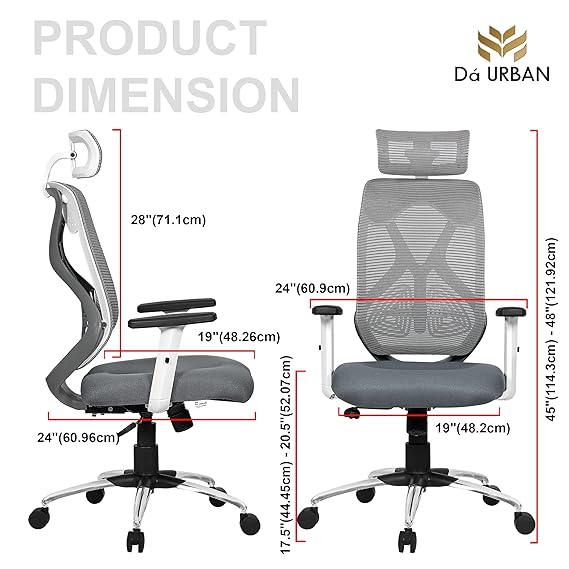 PRODUCT
DIMENSION
Dá URBAN
28"(71.1cm)
19"(48.26cm)
24"(60.96cm)
24"(60.9cm)
19"(48.2cm)
17.5"(44.45cm) - 20.5"(52.07cm)
45"(114.3cm) - 48"(121.92cm)